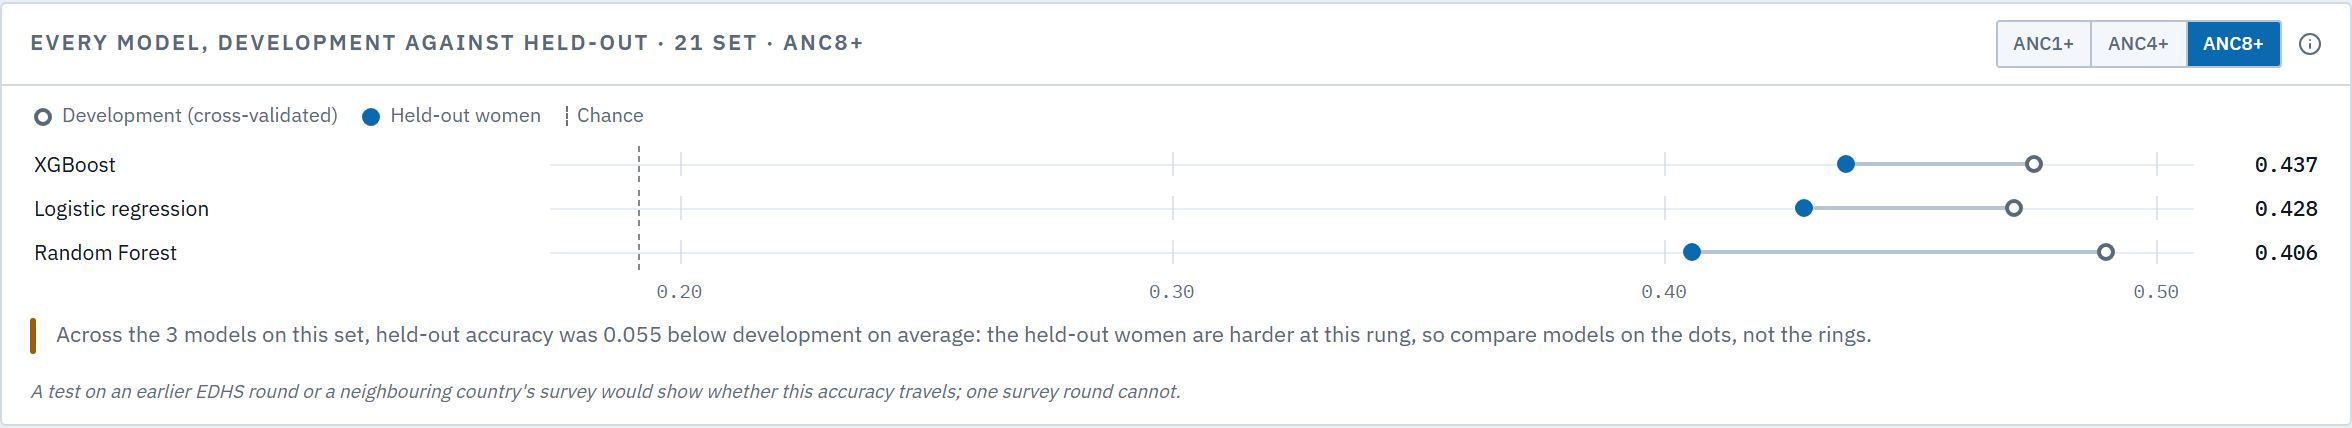 EVERY MODEL, DEVELOPMENT AGAINST HELD-OUT · 21 SET · ANC8+
ANC1+ ANC4+ ANC8+
Development (cross-validated) Held-out women Chance
XGBoost 0.437
Logistic regression 0.428
Random Forest 0.406
0.20 0.30 0.40 0.50
Across the 3 models on this set, held-out accuracy was 0.055 below development on average: the held-out women are harder at this rung, so compare models on the dots, not the rings.
A test on an earlier EDHS round or a neighbouring country's survey would show whether this accuracy travels; one survey round cannot.